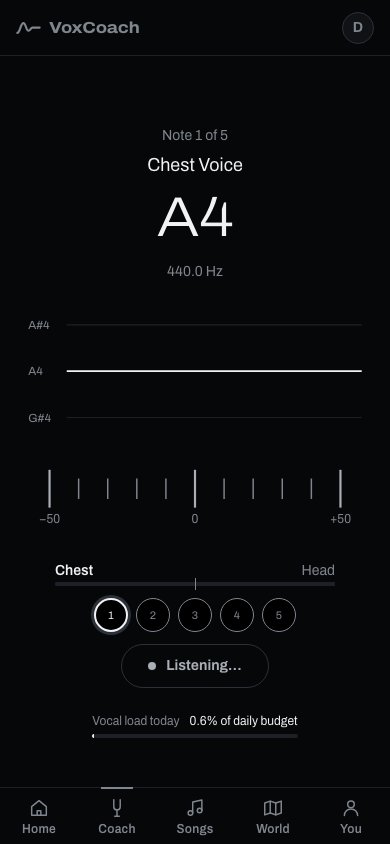 VoxCoach D
Note 1 of 5
Chest Voice
A4
440.0 Hz
A#4
A4
G#4
−50 0 +50
Chest Head
1 2 3 4 5
Listening...
Vocal load today 0.6% of daily budget
Home Coach Songs World You